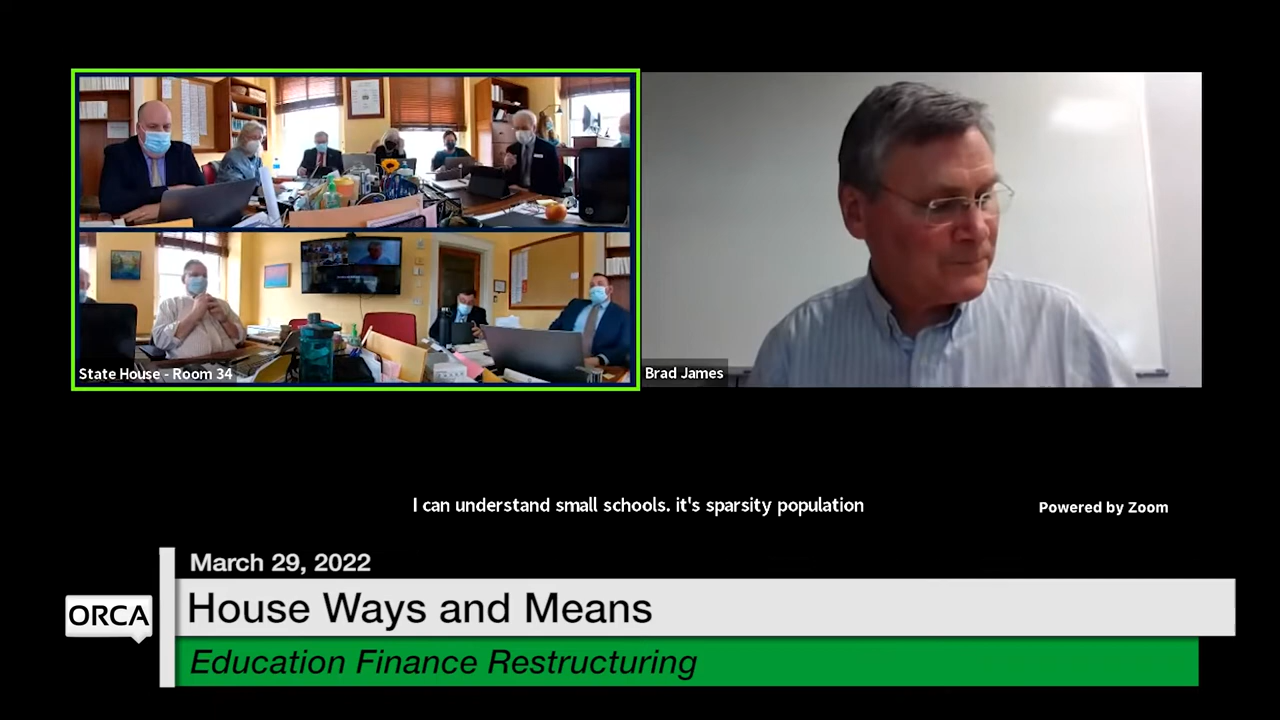 State House - Room 34
Brad James
I can understand small schools. it's sparsity population
Powered by Zoom
March 29, 2022
ORCA
House Ways and Means
Education Finance Restructuring